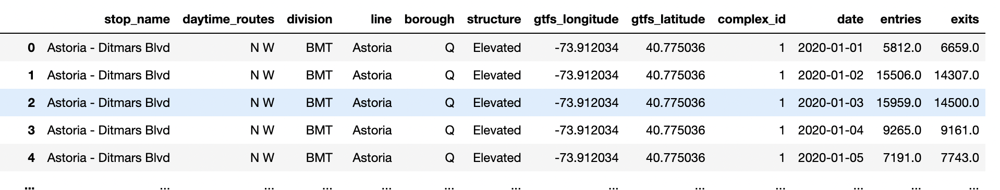 stop_name daytime_routes division line borough structure gtfs_longitude gtfs_latitude complex_id date entries exits
0 Astoria - Ditmars Blvd N W BMT Astoria Q Elevated -73.912034 40.775036 1 2020-01-01 5812.0 6659.0
1 Astoria - Ditmars Blvd N W BMT Astoria Q Elevated -73.912034 40.775036 1 2020-01-02 15506.0 14307.0
2 Astoria - Ditmars Blvd N W BMT Astoria Q Elevated -73.912034 40.775036 1 2020-01-03 15959.0 14500.0
3 Astoria - Ditmars Blvd N W BMT Astoria Q Elevated -73.912034 40.775036 1 2020-01-04 9265.0 9161.0
4 Astoria - Ditmars Blvd N W BMT Astoria Q Elevated -73.912034 40.775036 1 2020-01-05 7191.0 7743.0
... ... ... ... ... ... ... ... ... ... ... ... ...